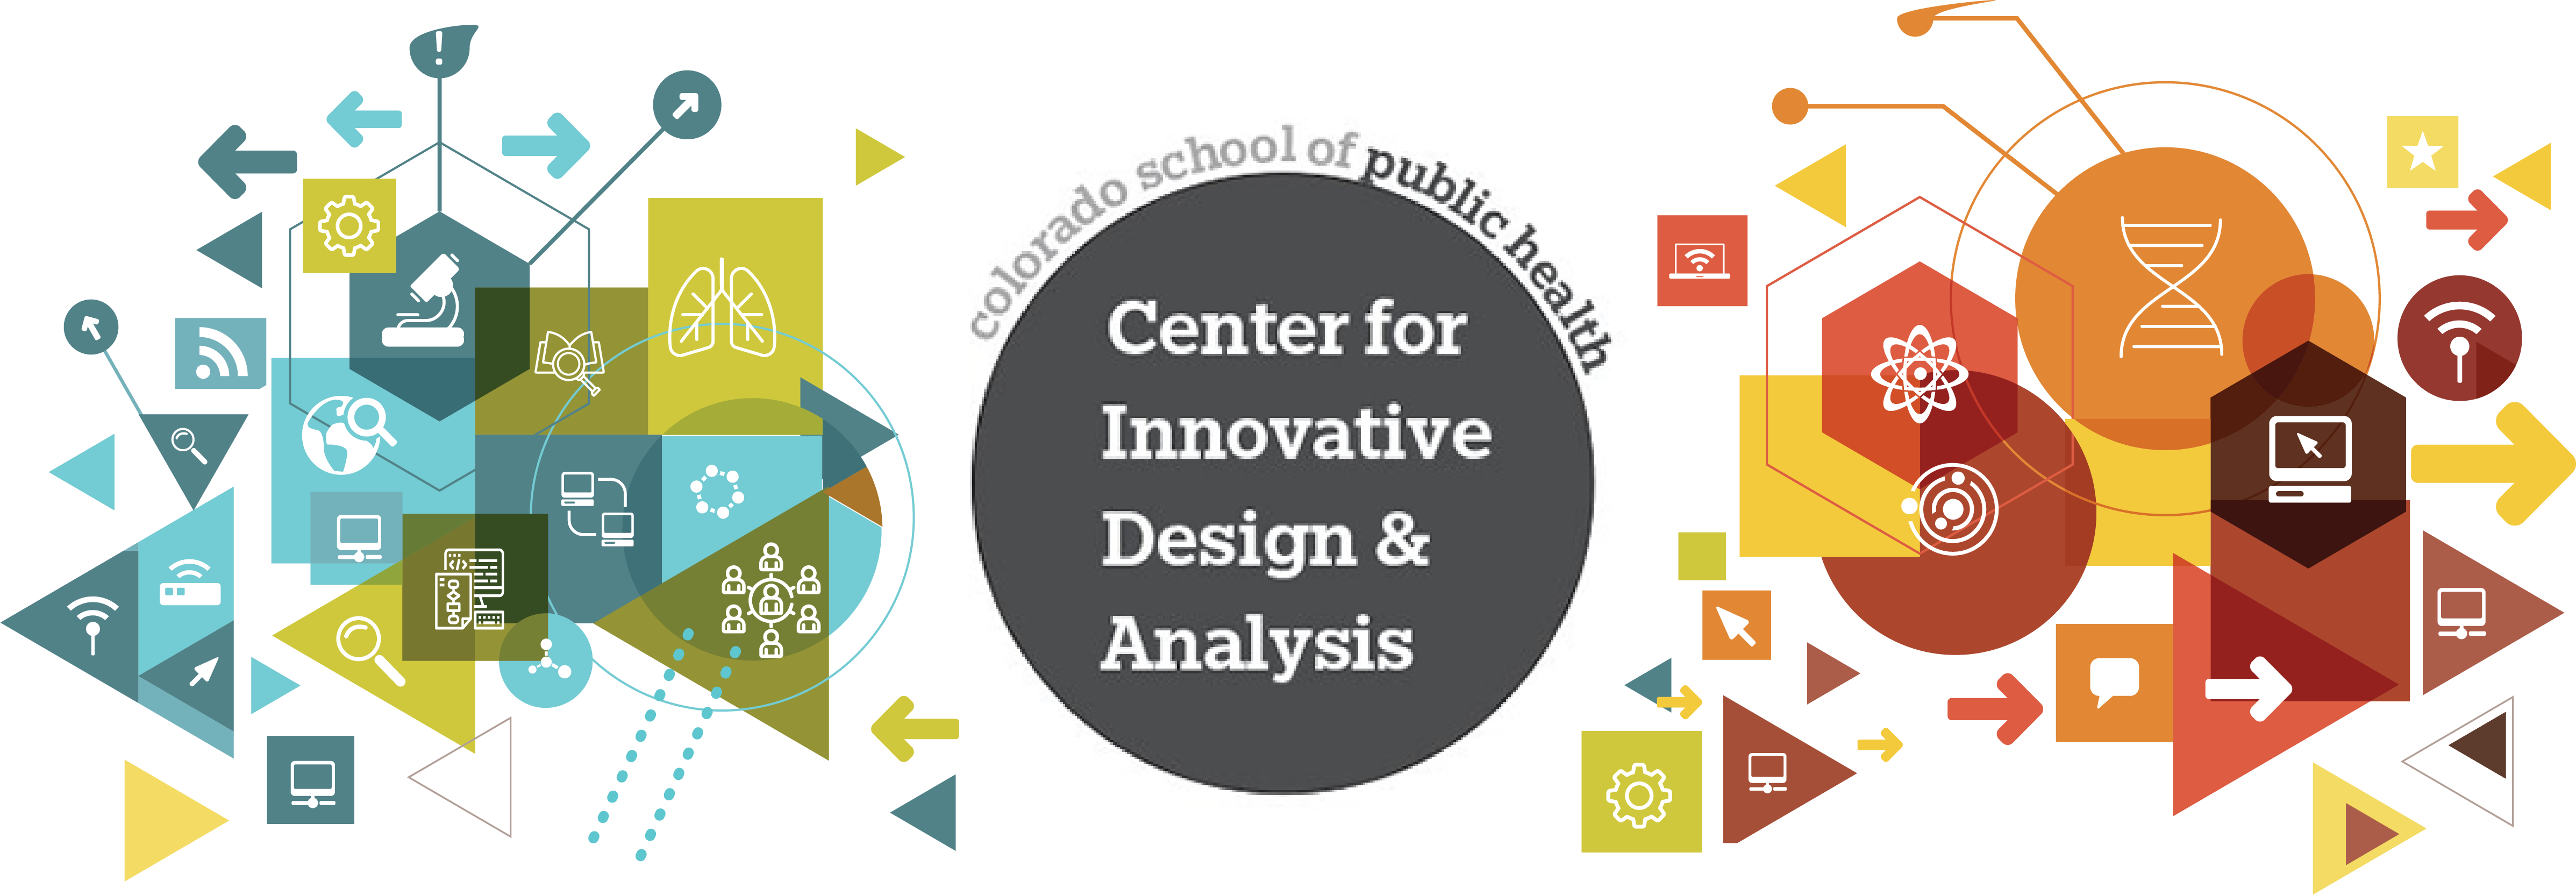 !
colorado school of public health
Center for
Innovative
Design &
Analysis
</>